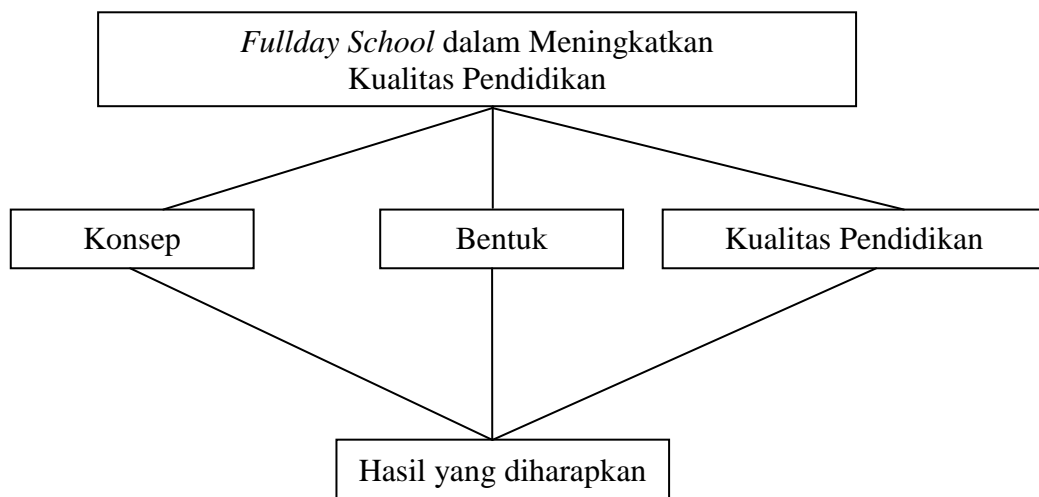 Fullday School dalam Meningkatkan
Kualitas Pendidikan
Konsep
Bentuk
Kualitas Pendidikan
Hasil yang diharapkan